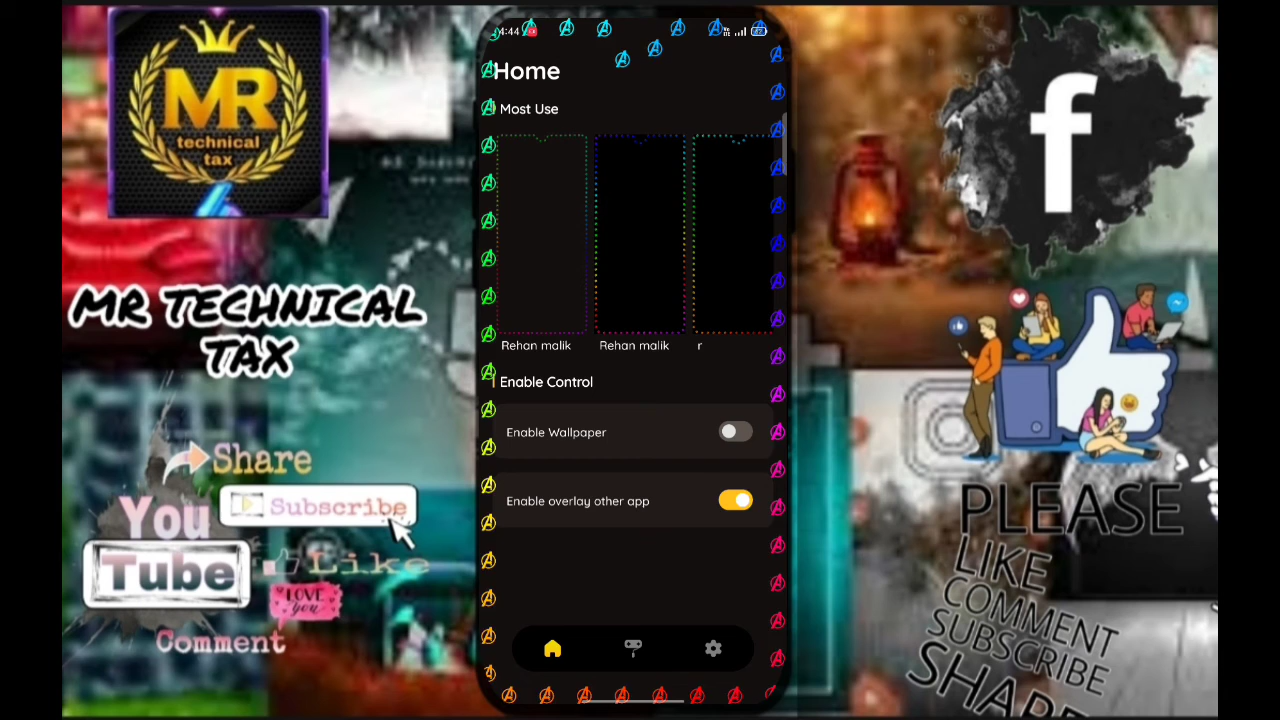 MR
technical
tax
MR TECHNICAL
TAX
Share
You
Tube
Subscribe
Like
LOVE
you
Comment
4:44
Home
Most Use
Rehan malik
Rehan malik
r
Enable Control
Enable Wallpaper
Enable overlay other app
f
PLEASE
LIKE
COMMENT
SUBSCRIBE
SHARE